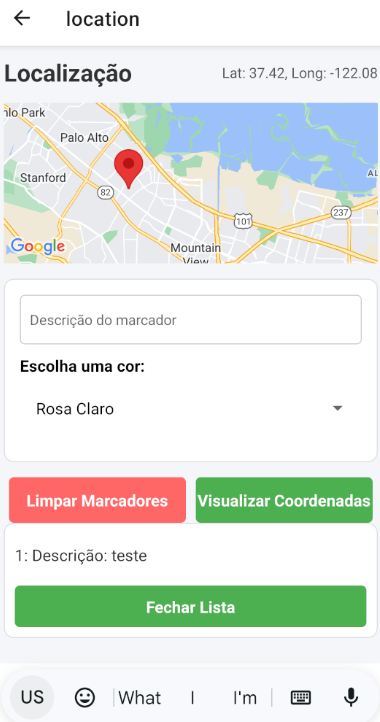 location
Localização
Lat: 37.42, Long: -122.08
nlo Park
Palo Alto
Stanford
82
AL
237
101
Google
Mountain
View
Descrição do marcador
Escolha uma cor:
Rosa Claro
Limpar Marcadores
Visualizar Coordenadas
1: Descrição: teste
Fechar Lista
US
What
I
I'm